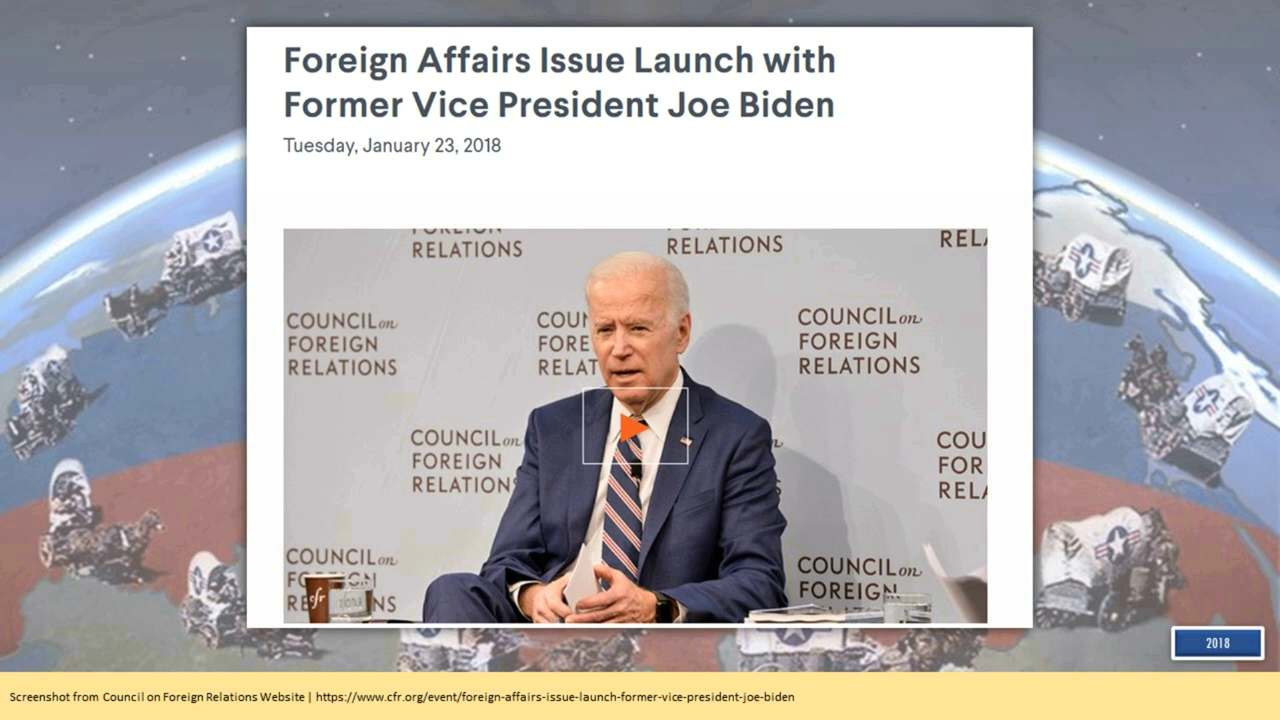 Foreign Affairs Issue Launch with
Former Vice President Joe Biden
Tuesday, January 23, 2018
RELATIONS
RELATIONS
COUNCIL on
FOREIGN
RELATIONS
COUNCIL on
FOREIGN
RELATIONS
COUNCIL on
FOREIGN
RELATIONS
COUNCIL on
FOREIGN
COUNCIL on
FOREIGN
cfr
2018
Screenshot from Council on Foreign Relations Website | https://www.cfr.org/event/foreign-affairs-issue-launch-former-vice-president-joe-biden